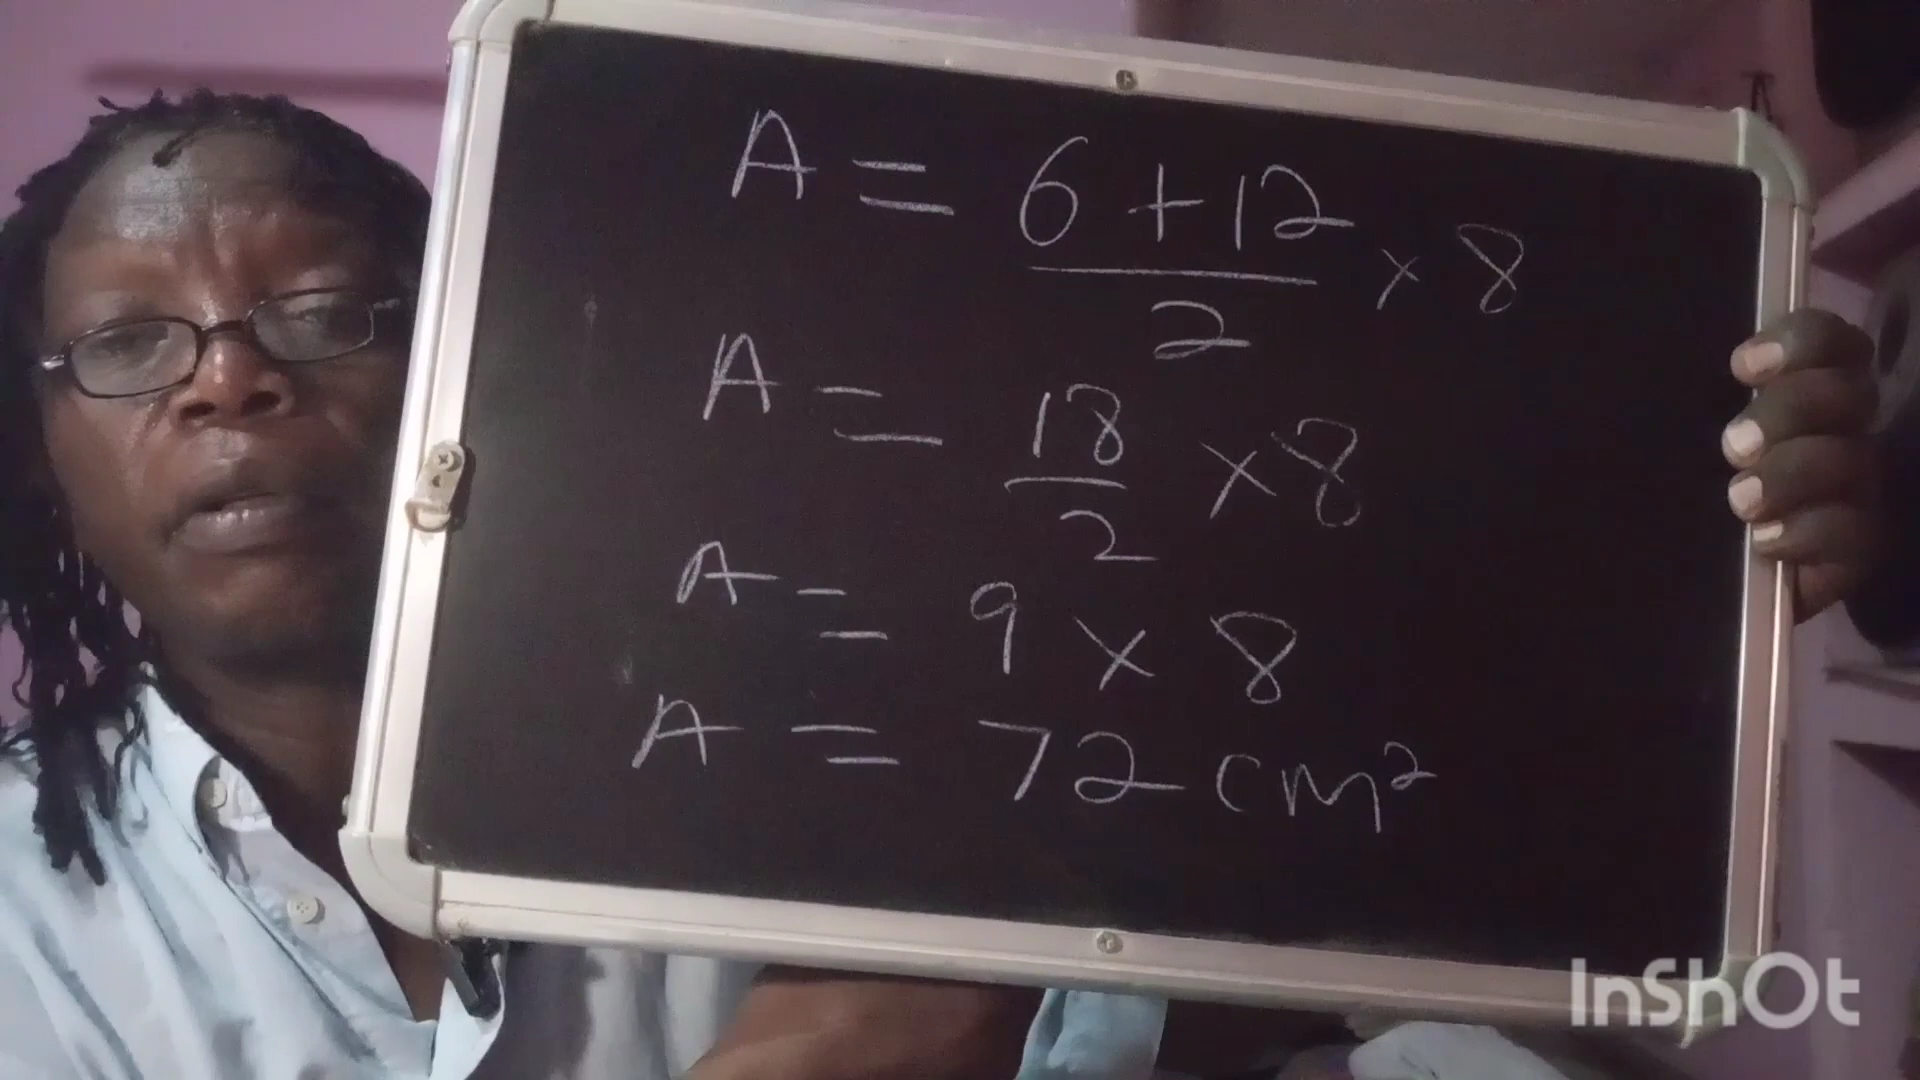 A = 6 + 12 / 2 × 8
A = 18 / 2 × 8
A = 9 × 8
A = 72 cm²
InShOt